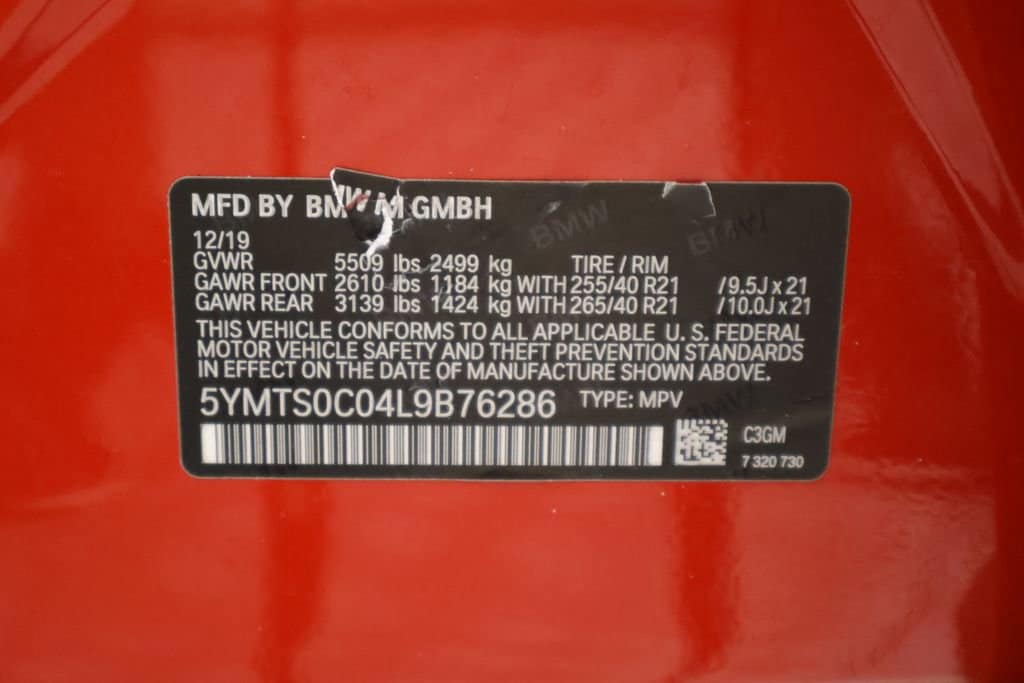 MFD BY BMW M GMBH
12/19
GVWR 5509 lbs 2499 kg TIRE / RIM
GAWR FRONT 2610 lbs 1184 kg WITH 255/40 R21 /9.5J x 21
GAWR REAR 3139 lbs 1424 kg WITH 265/40 R21 /10.0J x 21
THIS VEHICLE CONFORMS TO ALL APPLICABLE U. S. FEDERAL
MOTOR VEHICLE SAFETY AND THEFT PREVENTION STANDARDS
IN EFFECT ON THE DATE OF MANUFACTURE SHOWN ABOVE.
5YMTS0C04L9B76286 TYPE: MPV
C3GM
7 320 730
BMW
BMW
BMW